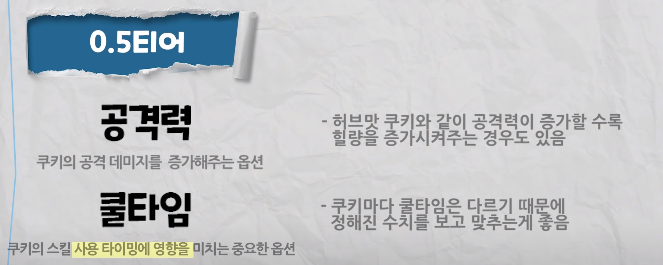 0.5티어
공격력
- 허브맛 쿠키와 같이 공격력이 증가할 수록
힐량을 증가시켜주는 경우도 있음
쿠키의 공격 데미지를 증가해주는 옵션
쿨타임
- 쿠키마다 쿨타임은 다르기 때문에
정해진 수치를 보고 맞추는게 좋음
쿠키의 스킬 사용 타이밍에 영향을 미치는 중요한 옵션